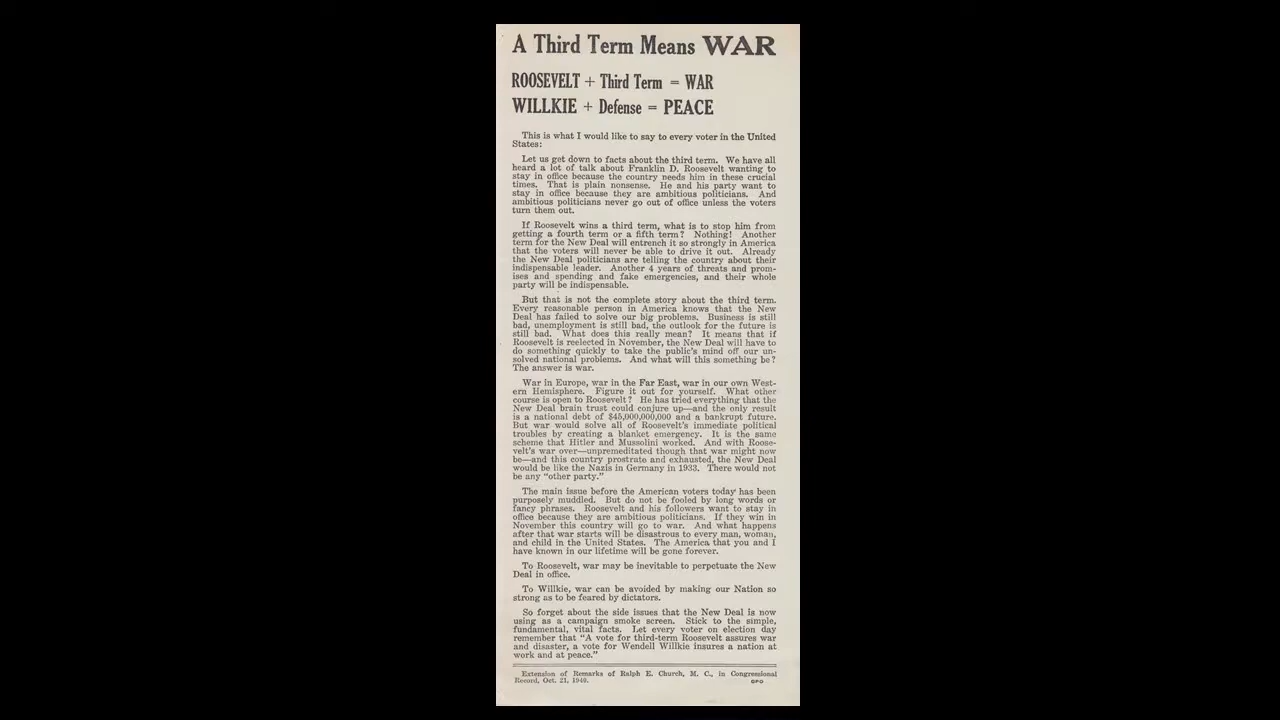 A Third Term Means WAR
ROOSEVELT + Third Term = WAR
WILLKIE + Defense = PEACE
This is what I would like to say to every voter in the United
States:
Let us get down to facts about the third term. We have all
heard a lot of talk about Franklin D. Roosevelt wanting to
stay in office because the country needs him in these crucial
times. That is plain nonsense. He and his party want to
stay in office because they are ambitious politicians. And
ambitious politicians never go out of office unless the voters
turn them out.
If Roosevelt wins a third term, what is to stop him from
getting a fourth term or a fifth term? Nothing! Another
term for the New Deal will entrench it so strongly in America
that the voters will never be able to drive it out. Already
the New Deal politicians are telling the country about their
indispensable leader. Another 4 years of threats and prom-
ises and spending and fake emergencies, and their whole
party will be indispensable.
But that is not the complete story about the third term.
Every reasonable person in America knows that the New
Deal has failed to solve our big problems. Business is still
bad, unemployment is still bad, the outlook for the future is
still bad. What does this really mean? It means that if
Roosevelt is reelected in November, the New Deal will have to
do something quickly to take the public's mind off our un-
solved national problems. And what will this something be?
The answer is war.
War in Europe, war in the Far East, war in our own West-
ern Hemisphere. Figure it out for yourself. What other
course is open to Roosevelt? He has tried everything that the
New Deal brain trust could conjure up—and the only result
is a national debt of $45,000,000,000 and a bankrupt future.
But war would solve all of Roosevelt's immediate political
troubles by creating a blanket emergency. It is the same
scheme that Hitler and Mussolini worked. And with Roose-
velt's war over—unpremeditated though that war might now
be—and this country prostrate and exhausted, the New Deal
would be like the Nazis in Germany in 1933. There would not
be any "other party."
The main issue before the American voters today has been
purposely muddled. But do not be fooled by long words or
fancy phrases. Roosevelt and his followers want to stay in
office because they are ambitious politicians. If they win in
November this country will go to war. And what happens
after that war starts will be disastrous to every man, woman,
and child in the United States. The America that you and I
have known in our lifetime will be gone forever.
To Roosevelt, war may be inevitable to perpetuate the New
Deal in office.
To Willkie, war can be avoided by making our Nation so
strong as to be feared by dictators.
So forget about the side issues that the New Deal is now
using as a campaign smoke screen. Stick to the simple,
fundamental, vital facts. Let every voter on election day
remember that "A vote for third-term Roosevelt assures war
and disaster, a vote for Wendell Willkie insures a nation at
work and at peace."
Extension of Remarks of Ralph E. Church, M. C., in Congressional
Record, Oct. 21, 1940.
GPO